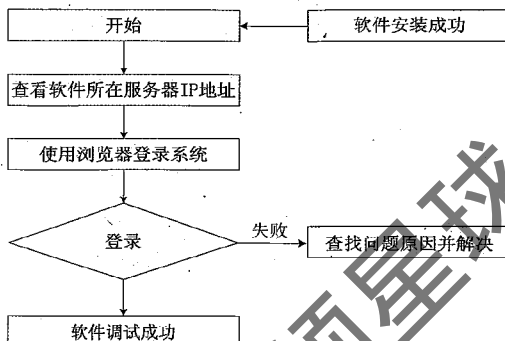 开始
软件安装成功
查看软件所在服务器IP地址
使用浏览器登录系统
登录
失败
查找问题原因并解决
软件调试成功
星球